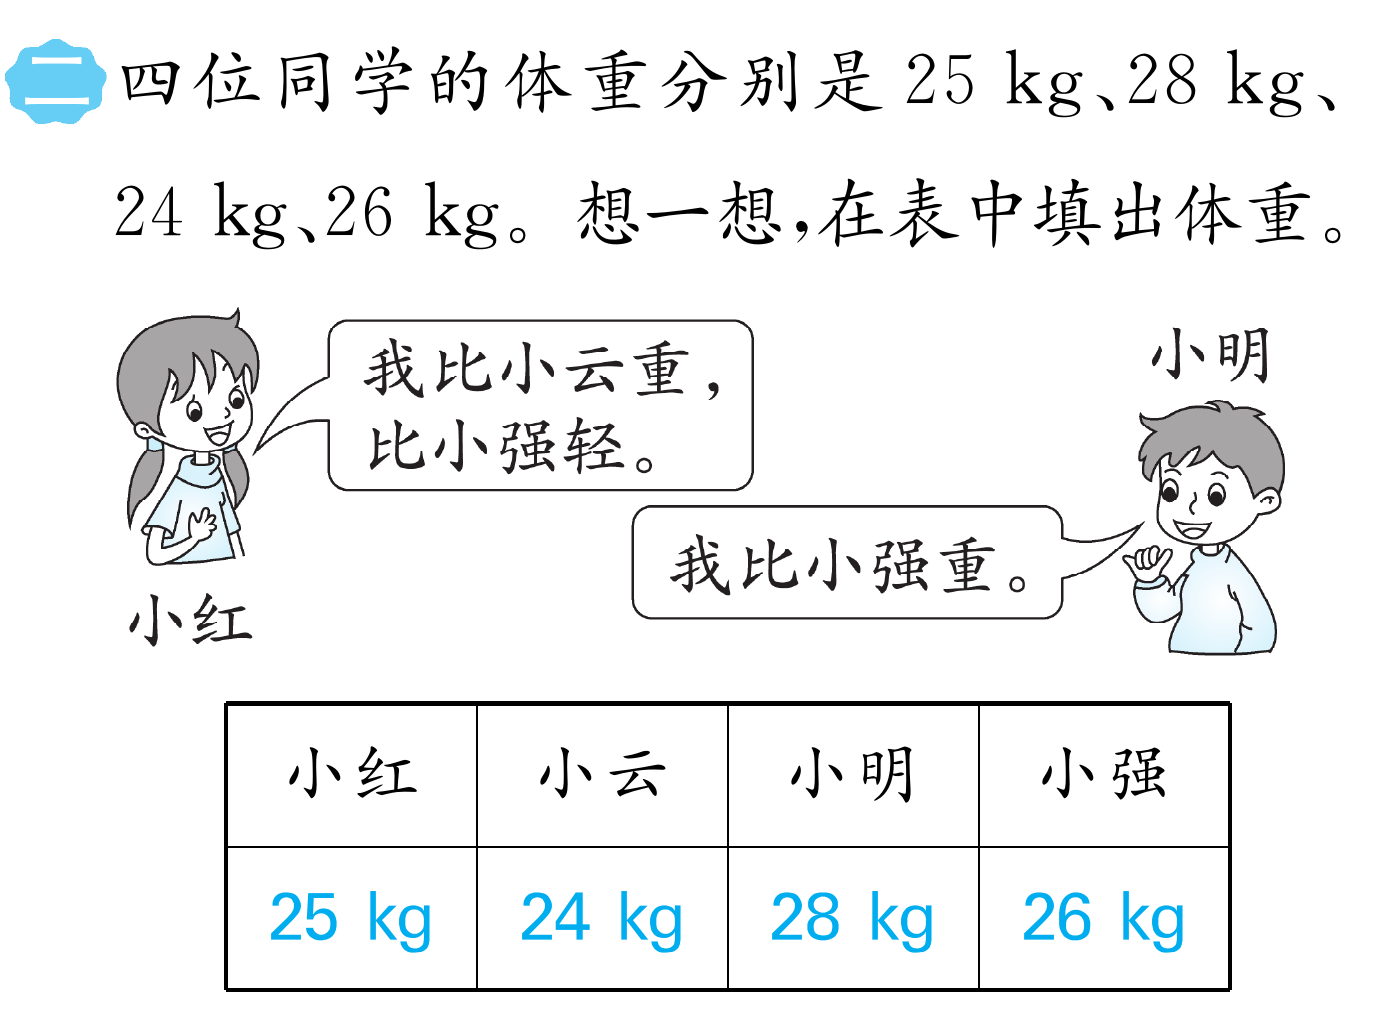 二 四位同学的体重分别是 25 kg、28 kg、
24 kg、26 kg。想一想,在表中填出体重。
我比小云重,
比小强轻。
小明
我比小强重。
小红
小红 小云 小明 小强
25 kg 24 kg 28 kg 26 kg